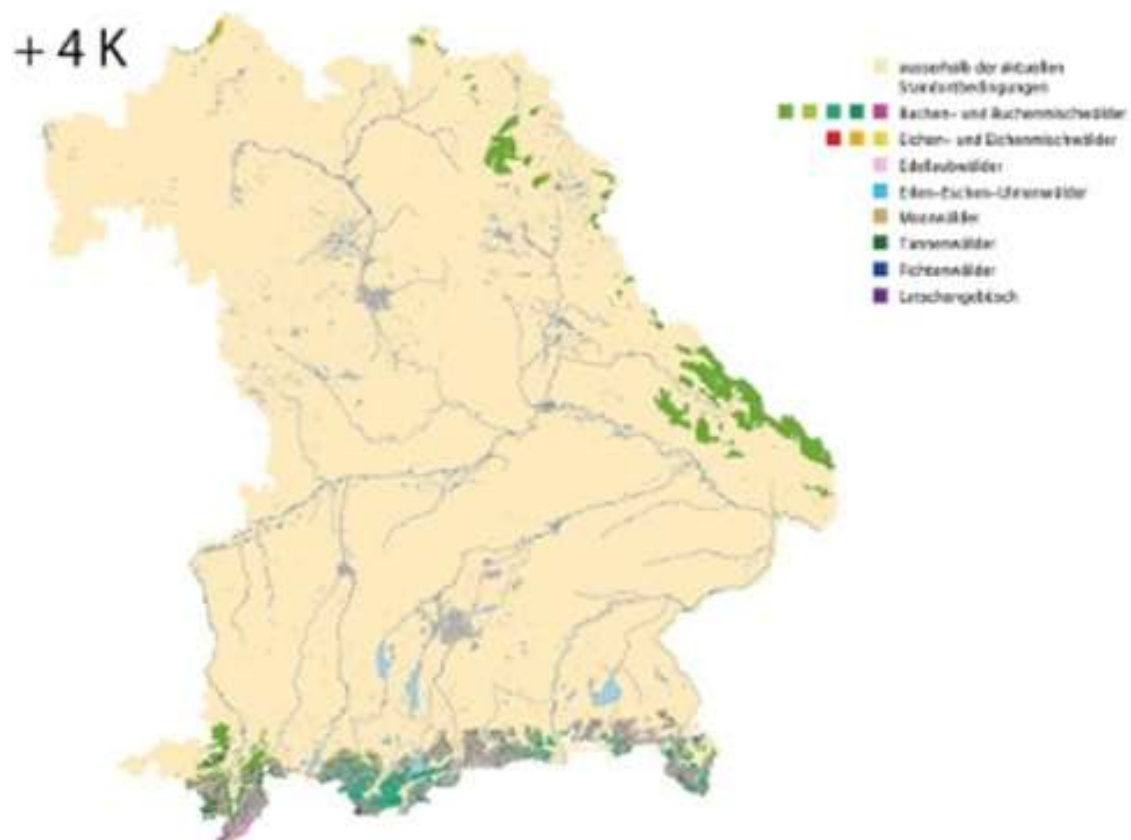 + 4 K
ausserhalb der aktuellen
Standortbedingungen
Buchen- und Buchenmischwälder
Eichen- und Eichenmischwälder
Edellaubwälder
Erlen-Eschen-Ulmenwälder
Moorwälder
Tannenwälder
Fichtenwälder
Latschengebüsch